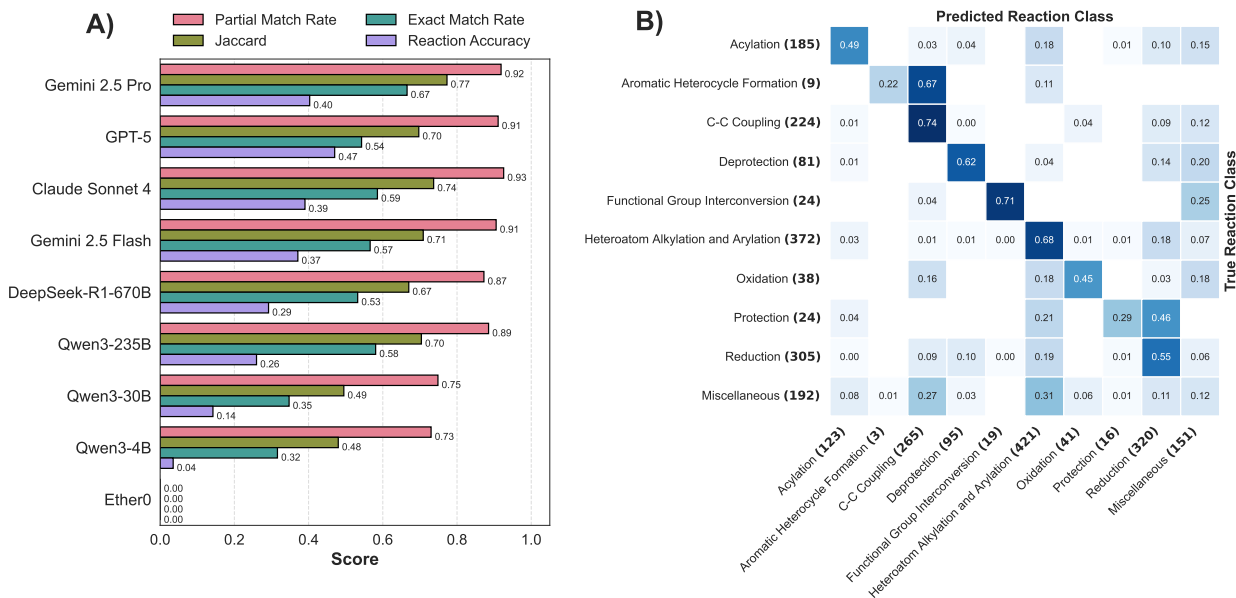 A)
Partial Match Rate
Exact Match Rate
Jaccard
Reaction Accuracy
Gemini 2.5 Pro
0.92
0.77
0.67
0.40
GPT-5
0.91
0.70
0.54
0.47
Claude Sonnet 4
0.93
0.74
0.59
0.39
Gemini 2.5 Flash
0.91
0.71
0.57
0.37
DeepSeek-R1-670B
0.87
0.67
0.53
0.29
Qwen3-235B
0.89
0.70
0.58
0.26
Qwen3-30B
0.75
0.49
0.35
0.14
Qwen3-4B
0.73
0.48
0.32
0.04
Ether0
0.00
0.00
0.00
0.00
0.0 0.2 0.4 0.6 0.8 1.0
Score
B)
Predicted Reaction Class
Acylation (185) 0.49 0.03 0.04 0.18 0.01 0.10 0.15
Aromatic Heterocycle Formation (9) 0.22 0.67 0.11
C-C Coupling (224) 0.01 0.74 0.00 0.04 0.09 0.12
Deprotection (81) 0.01 0.62 0.04 0.14 0.20
Functional Group Interconversion (24) 0.04 0.71 0.25
Heteroatom Alkylation and Arylation (372) 0.03 0.01 0.01 0.00 0.68 0.01 0.01 0.18 0.07
Oxidation (38) 0.16 0.18 0.45 0.03 0.18
Protection (24) 0.04 0.21 0.29 0.46
Reduction (305) 0.00 0.09 0.10 0.00 0.19 0.01 0.55 0.06
Miscellaneous (192) 0.08 0.01 0.27 0.03 0.31 0.06 0.01 0.11 0.12
True Reaction Class
Acylation (123)
Aromatic Heterocycle Formation (3)
C-C Coupling (265)
Deprotection (95)
Functional Group Interconversion (19)
Heteroatom Alkylation and Arylation (421)
Oxidation (41)
Protection (16)
Reduction (320)
Miscellaneous (151)